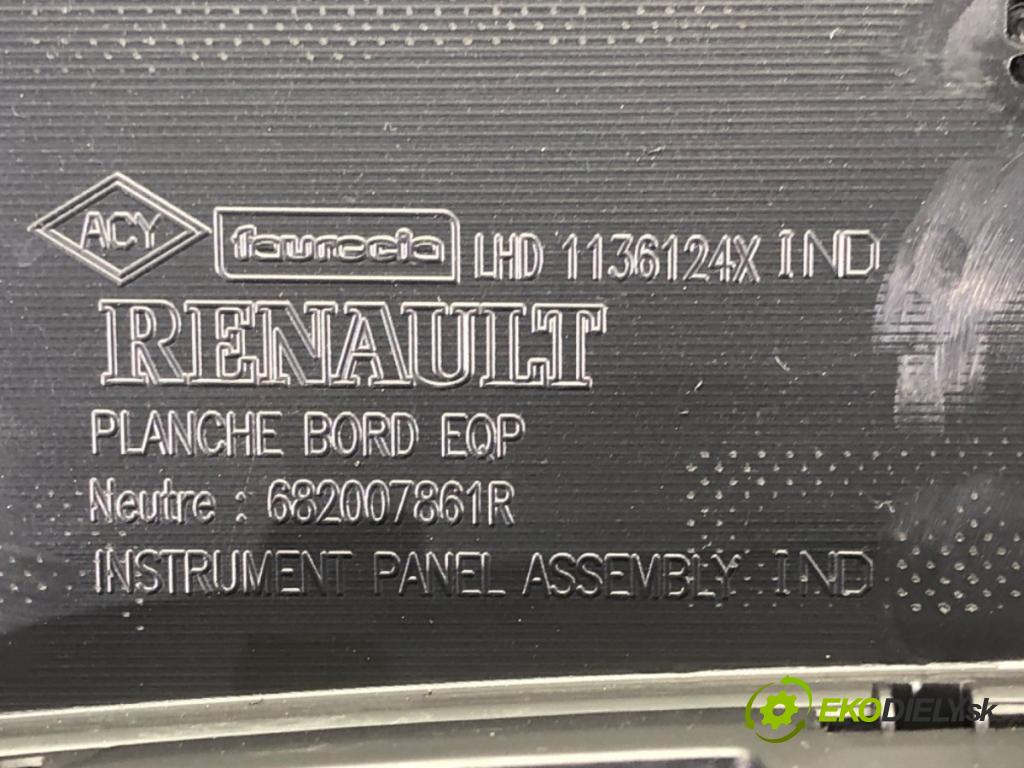 ACY faurecia LHD 1136124X IND
RENAULT
PLANCHE BORD EQP
Neutre : 682007861R
INSTRUMENT PANEL ASSEMBLY IND
EKODIELY.sk